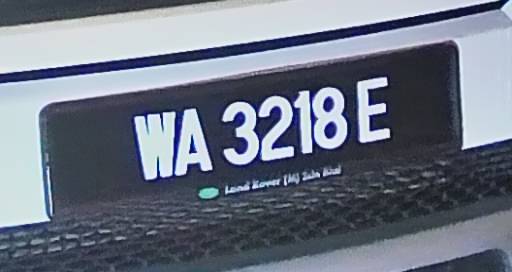 WA 3218 E
Land Rover (M) Sdn Bhd